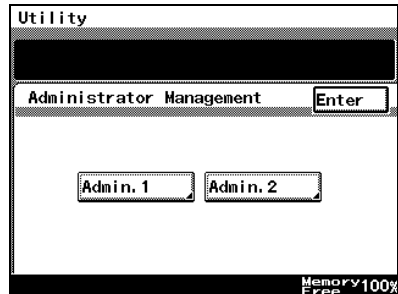 Utility
Administrator Management Enter
Admin. 1 Admin. 2
Memory Free 100%